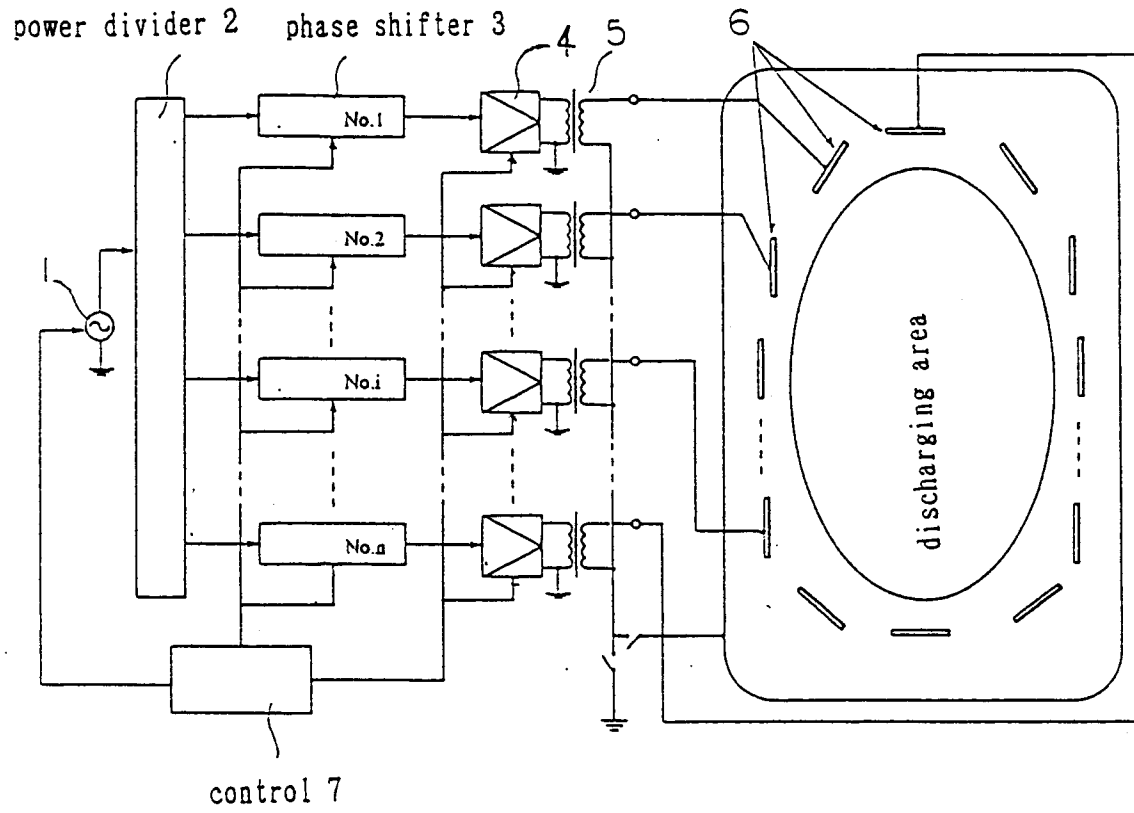 power divider 2
phase shifter 3
4
5
6
No.1
No.2
1
No.i
No.n
discharging area
control 7